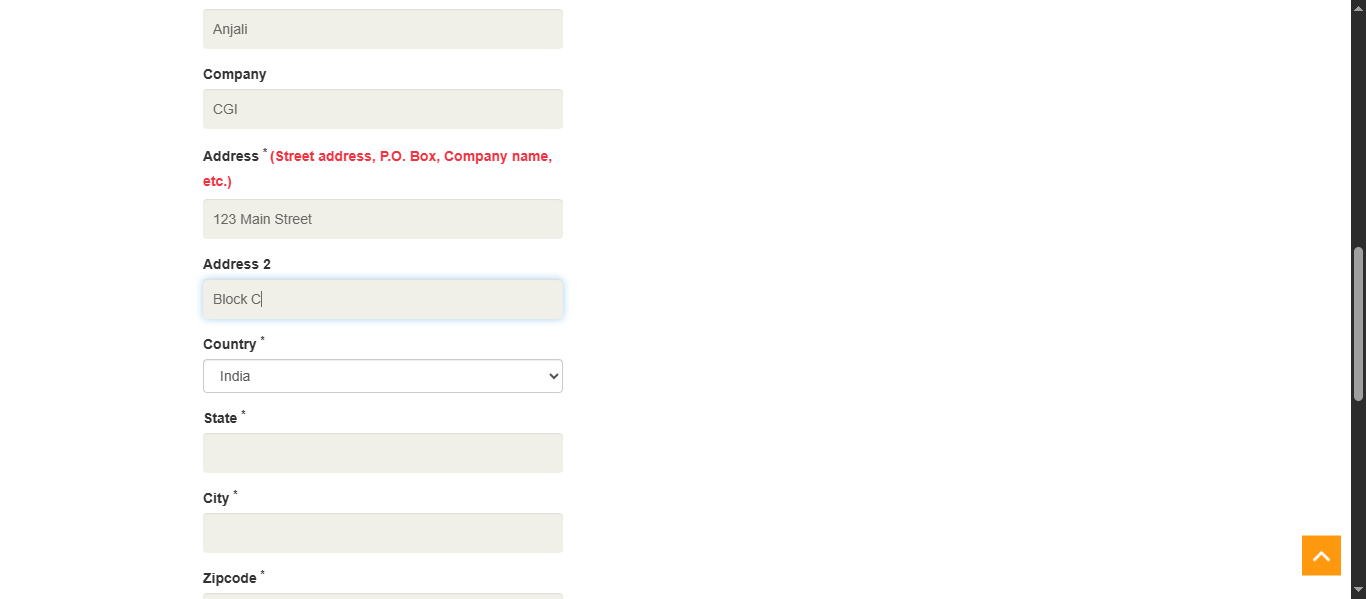 Anjali
Company
CGI
Address * (Street address, P.O. Box, Company name,
etc.)
123 Main Street
Address 2
Block C
Country *
India
State *
City *
Zipcode *